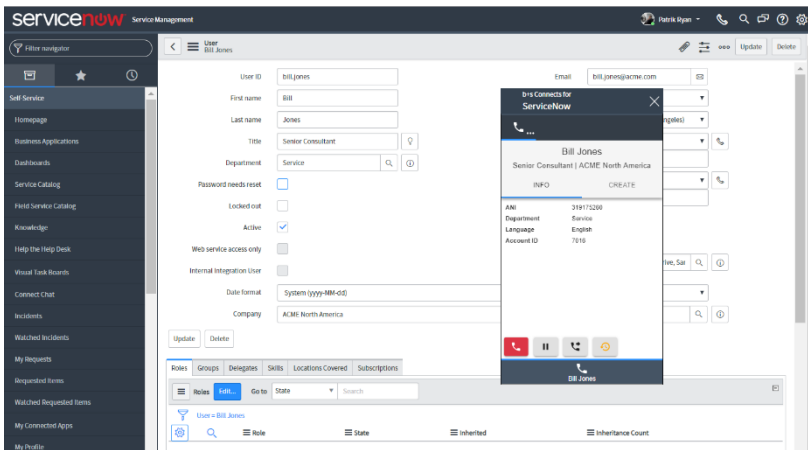 servicenow Service Management
Patrik Ryan
Filter navigator
User
Bill Jones
Update
Delete
Self-Service
Homepage
Business Applications
Dashboards
Service Catalog
Field Service Catalog
Knowledge
Help the Help Desk
Visual Task Boards
Connect Chat
Incidents
Watched Incidents
My Requests
Requested Items
Watched Requested Items
My Connected Apps
My Profile
User ID bill.jones
First name Bill
Last name Jones
Title Senior Consultant
Department Service
Password needs reset
Locked out
Active
Web service access only
Internal Integration User
Date format System (yyyy-MM-dd)
Company ACME North America
Email bill.jones@acme.com
b+s Connects for
ServiceNow
...
Bill Jones
Senior Consultant | ACME North America
INFO CREATE
ANI 319175280
Department Service
Language English
Account ID 7016
Bill Jones
Update Delete
Roles Groups Delegates Skills Locations Covered Subscriptions
Roles Edit... Go to State Search
User = Bill Jones
Role State Inherited Inheritance Count